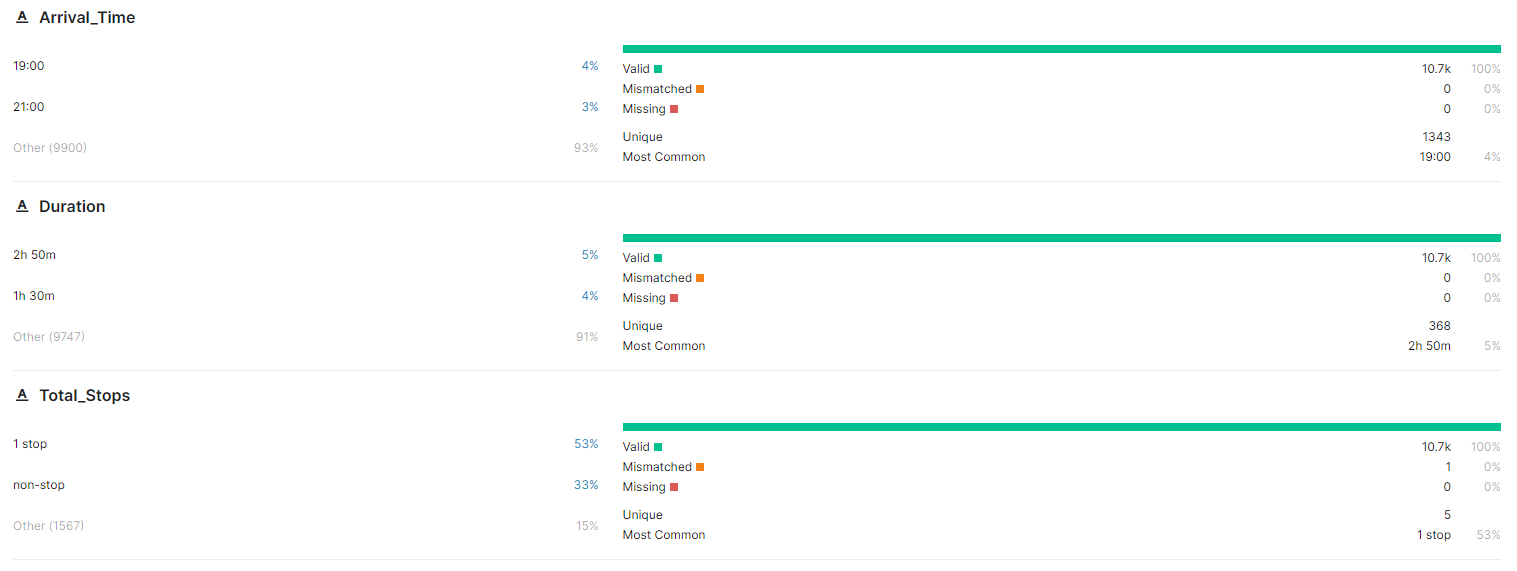 A Arrival_Time
19:00 4%
21:00 3%
Other (9900) 93%
Valid 10.7k 100%
Mismatched 0 0%
Missing 0 0%
Unique 1343
Most Common 19:00 4%
A Duration
2h 50m 5%
1h 30m 4%
Other (9747) 91%
Valid 10.7k 100%
Mismatched 0 0%
Missing 0 0%
Unique 368
Most Common 2h 50m 5%
A Total_Stops
1 stop 53%
non-stop 33%
Other (1567) 15%
Valid 10.7k 100%
Mismatched 1 0%
Missing 0 0%
Unique 5
Most Common 1 stop 53%